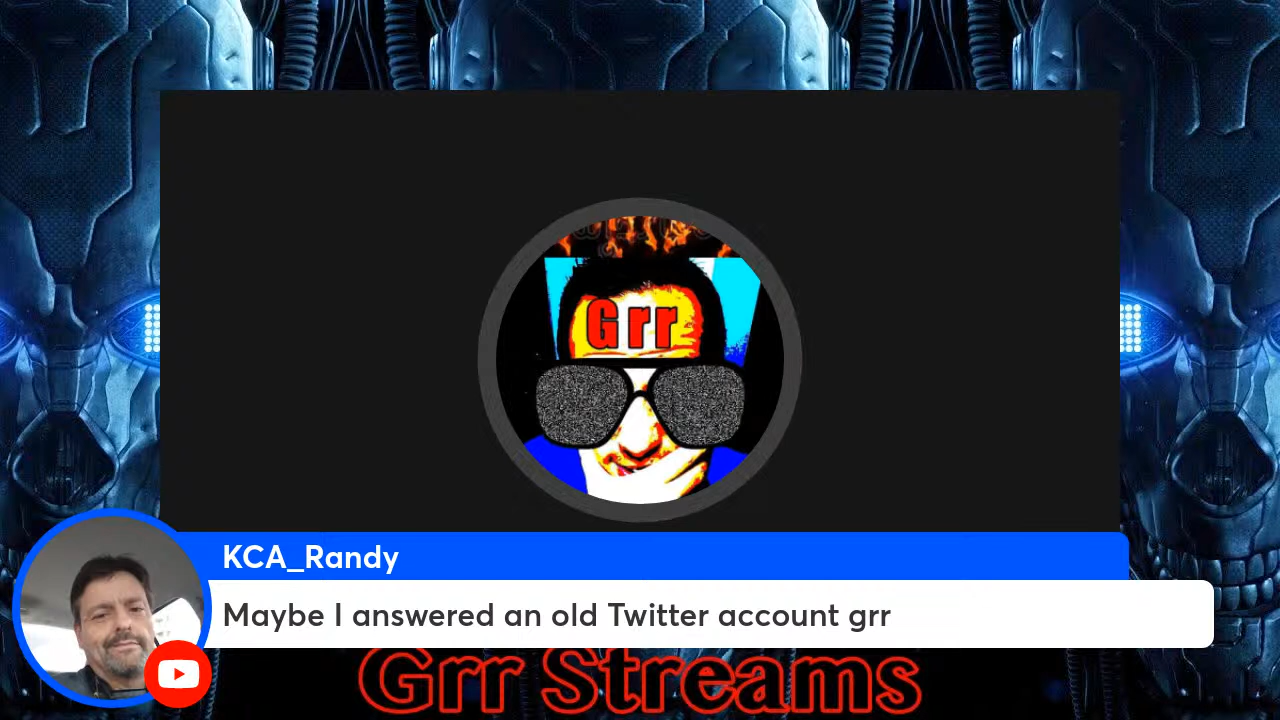 Grr
KCA_Randy
Maybe I answered an old Twitter account grr
Grr Streams